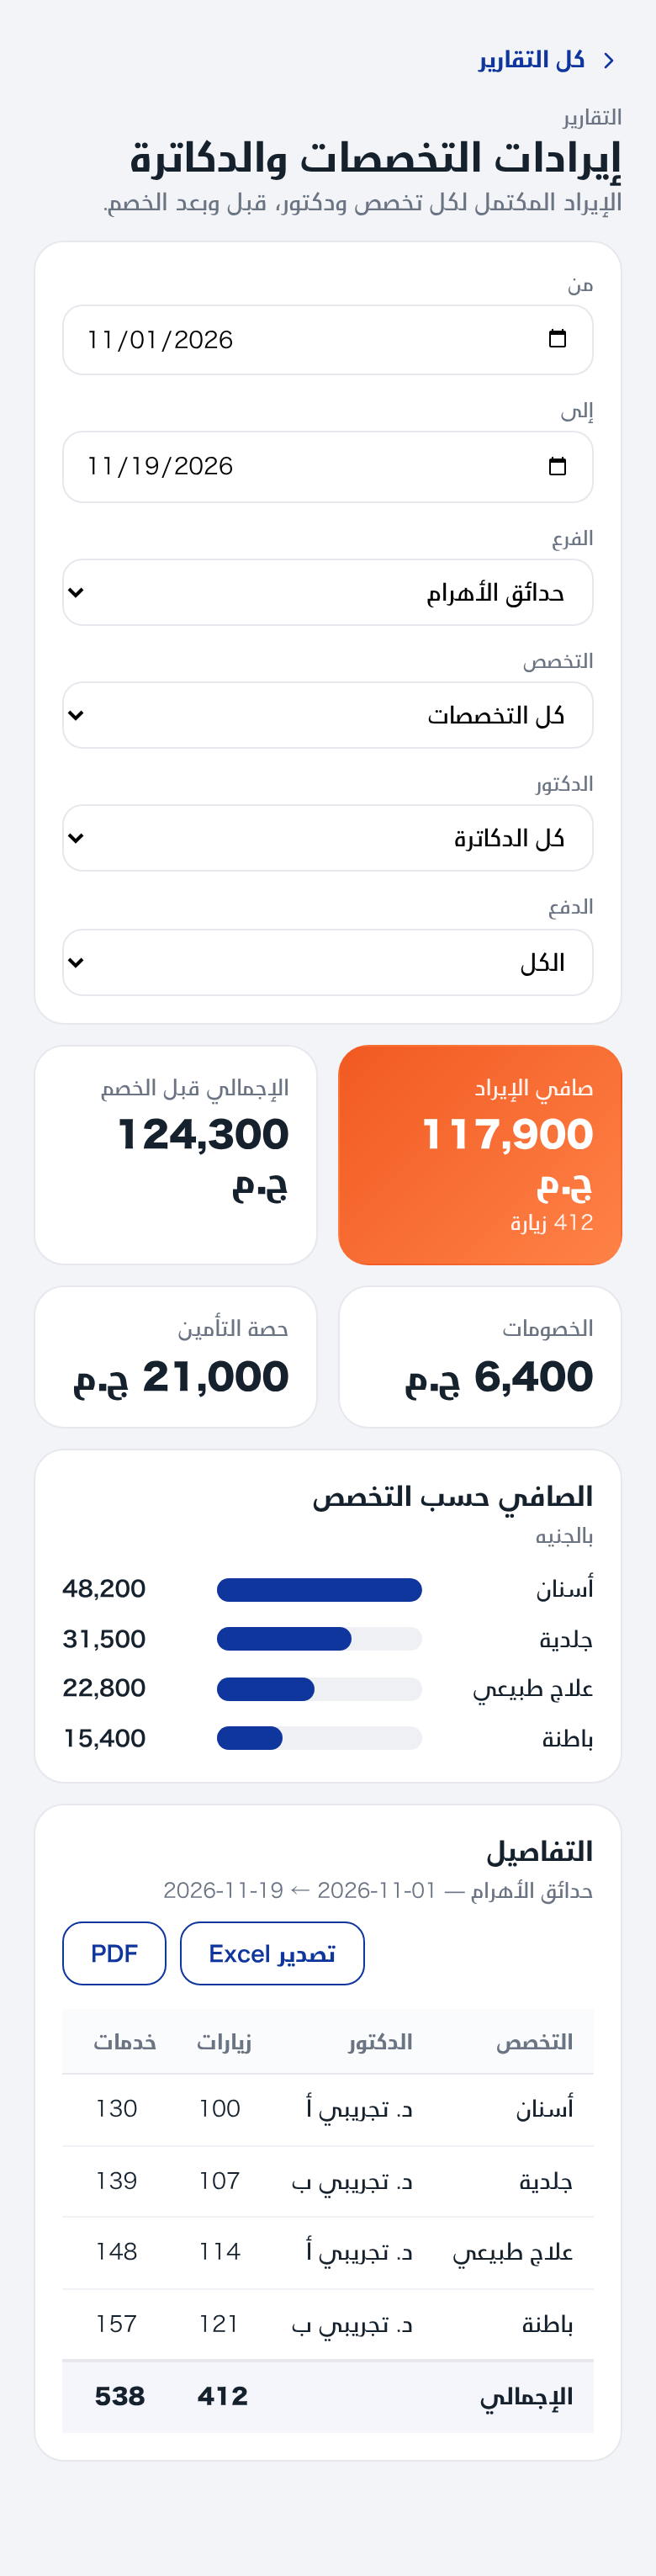 كل التقارير
التقارير
إيرادات التخصصات والدكاترة
الإيراد المكتمل لكل تخصص ودكتور، قبل وبعد الخصم.
من
11/01/2026
إلى
11/19/2026
الفرع
حدائق الأهرام
التخصص
كل التخصصات
الدكتور
كل الدكاترة
الدفع
الكل
صافي الإيراد
117,900
ج.م
412 زيارة
الإجمالي قبل الخصم
124,300
ج.م
الخصومات
6,400 ج.م
حصة التأمين
21,000 ج.م
الصافي حسب التخصص
بالجنيه
أسنان 48,200
جلدية 31,500
علاج طبيعي 22,800
باطنة 15,400
التفاصيل
حدائق الأهرام — 2026-11-01 ← 2026-11-19
تصدير Excel PDF
التخصص الدكتور زيارات خدمات
أسنان د. تجريبي أ 100 130
جلدية د. تجريبي ب 107 139
علاج طبيعي د. تجريبي أ 114 148
باطنة د. تجريبي ب 121 157
الإجمالي 412 538